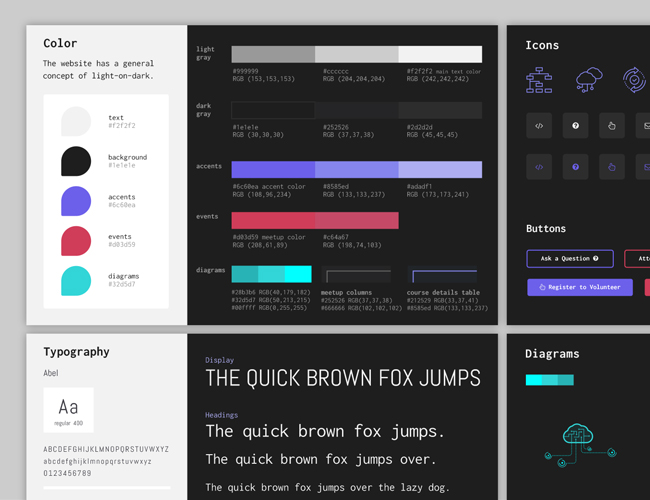 Color
The website has a general
concept of light-on-dark.
text
#f2f2f2
background
#1e1e1e
accents
#6c60ea
events
#d03d59
diagrams
#32d5d7
light
gray
#999999
RGB (153,153,153)
#cccccc
RGB (204,204,204)
#f2f2f2 main text color
RGB (242,242,242)
dark
gray
#1e1e1e
RGB (30,30,30)
#252526
RGB (37,37,38)
#2d2d2d
RGB (45,45,45)
accents
#6c60ea accent color
RGB (108,96,234)
#8585ed
RGB (133,133,237)
#adadf1
RGB (173,173,241)
events
#d03d59 meetup color
RGB (208,61,89)
#c64a67
RGB (198,74,103)
diagrams
#28b3b6 RGB(40,179,182)
#32d5d7 RGB(50,213,215)
#00ffff RGB(0,255,255)
meetup columns
#252526 RGB(37,37,38)
#666666 RGB(102,102,102)
course details table
#212529 RGB(33,37,41)
#8585ed RGB(133,133,237)
Icons
Buttons
Ask a Question
Register to Volunteer
Typography
Abel
Aa
regular 400
ABCDEFGHIJKLMNOPQRSTUVWXYZ
abcdefghijklmnopqrstuvwxyz
0123456789
Display
THE QUICK BROWN FOX JUMPS
Headings
The quick brown fox jumps.
The quick brown fox jumps over.
The quick brown fox jumps over the lazy dog.
Diagrams